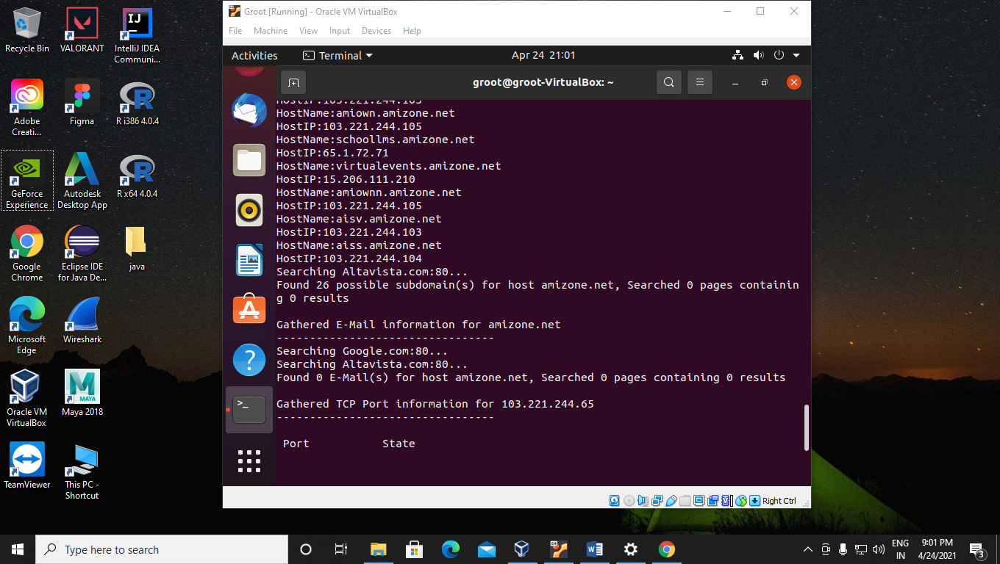 Recycle Bin
VALORANT
IntelliJ IDEA
Communi...
Adobe
Creati...
Figma
R i386 4.0.4
GeForce
Experience
Autodesk
Desktop App
R x64 4.0.4
Google
Chrome
Eclipse IDE
for Java De...
java
Microsoft
Edge
Wireshark
Oracle VM
VirtualBox
MAYA
Maya 2018
TeamViewer
This PC -
Shortcut
Groot [Running] - Oracle VM VirtualBox
File Machine View Input Devices Help
Activities Terminal Apr 24 21:01
groot@groot-VirtualBox: ~
HostIP:103.221.244.105
HostName:amiown.amizone.net
HostIP:103.221.244.105
HostName:schoollms.amizone.net
HostIP:65.1.72.71
HostName:virtualevents.amizone.net
HostIP:15.206.111.210
HostName:amiownn.amizone.net
HostIP:103.221.244.105
HostName:aisv.amizone.net
HostIP:103.221.244.103
HostName:aiss.amizone.net
HostIP:103.221.244.104
Searching Altavista.com:80...
Found 26 possible subdomain(s) for host amizone.net, Searched 0 pages containin
g 0 results
Gathered E-Mail information for amizone.net
---------------------------------
Searching Google.com:80...
Searching Altavista.com:80...
Found 0 E-Mail(s) for host amizone.net, Searched 0 pages containing 0 results
Gathered TCP Port information for 103.221.244.65
---------------------------------
Port State
Right Ctrl
Type here to search
ENG
IN
9:01 PM
4/24/2021
3